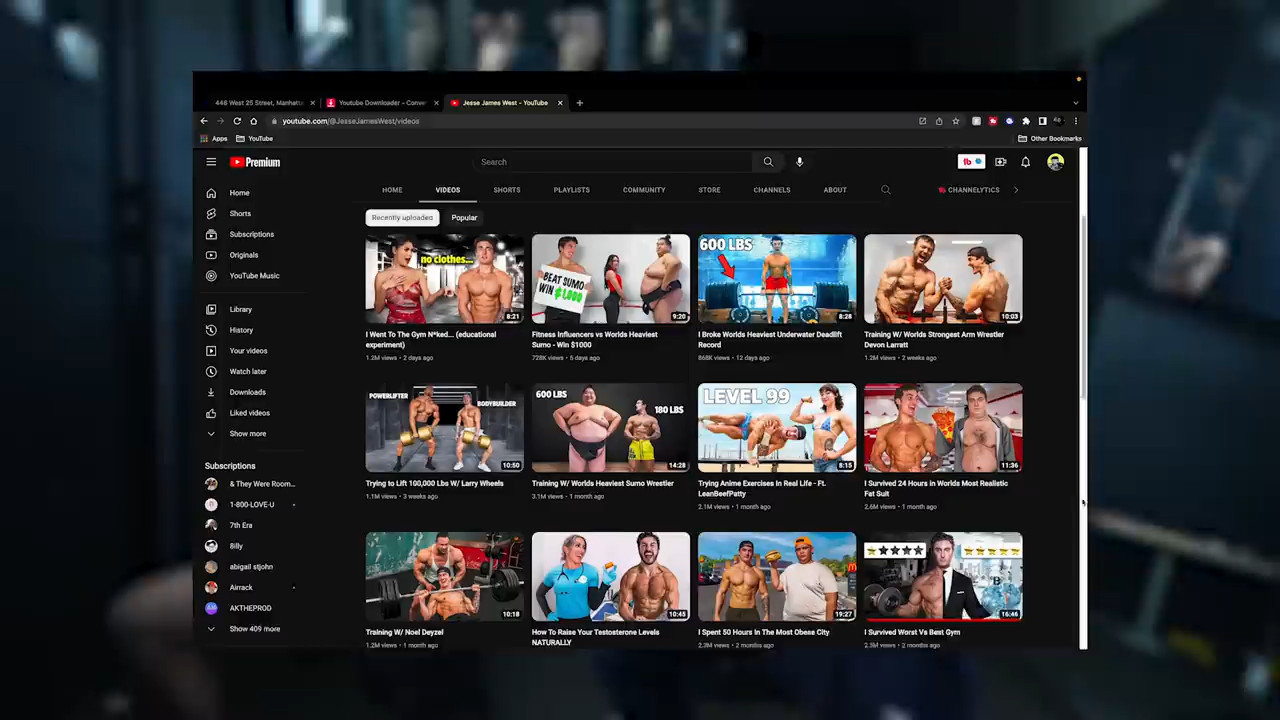 448 West 25 Street, Manhatta
Youtube Downloader - Conve
Jesse James West - YouTube
youtube.com/@JesseJamesWest/videos
Apps
YouTube
Other Bookmarks
Premium
Search
tb
HOME
VIDEOS
SHORTS
PLAYLISTS
COMMUNITY
STORE
CHANNELS
ABOUT
CHANNELYTICS
Home
Shorts
Subscriptions
Originals
YouTube Music
Library
History
Your videos
Watch later
Downloads
Liked videos
Show more
Subscriptions
& They Were Room...
1-800-LOVE-U
7th Era
8illy
abigail stjohn
Airrack
AKTHEPROD
Show 409 more
Recently uploaded
Popular
no clothes...
8:21
BEAT SUMO
WIN $1,000
9:20
600 LBS
8:28
10:03
I Went To The Gym N*ked... (educational
experiment)
1.2M views • 2 days ago
Fitness Influencers vs Worlds Heaviest
Sumo - Win $1000
728K views • 5 days ago
I Broke Worlds Heaviest Underwater Deadlift
Record
868K views • 12 days ago
Training W/ Worlds Strongest Arm Wrestler
Devon Larratt
1.2M views • 2 weeks ago
POWERLIFTER
BODYBUILDER
10:50
600 LBS
180 LBS
14:28
LEVEL 99
8:15
11:36
Trying to Lift 100,000 Lbs W/ Larry Wheels
1.1M views • 3 weeks ago
Training W/ Worlds Heaviest Sumo Wrestler
3.1M views • 1 month ago
Trying Anime Exercises In Real Life - Ft.
LeanBeefPatty
2.1M views • 1 month ago
I Survived 24 Hours in Worlds Most Realistic
Fat Suit
2.6M views • 1 month ago
10:18
10:45
19:27
16:46
Training W/ Noel Deyzel
1.2M views • 1 month ago
How To Raise Your Testosterone Levels
NATURALLY
I Spent 50 Hours In The Most Obese City
2.3M views • 2 months ago
I Survived Worst Vs Best Gym
2.3M views • 2 months ago